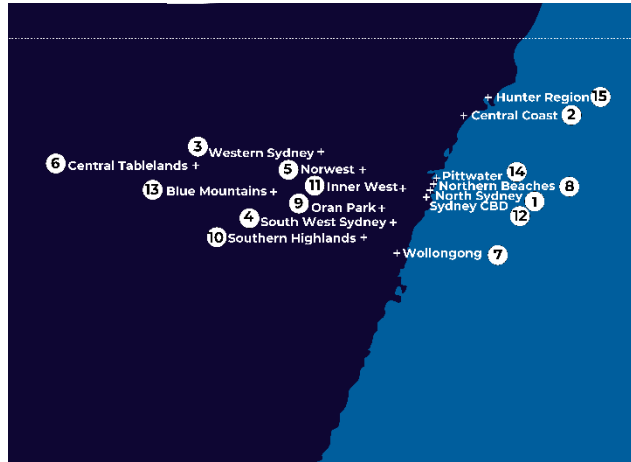 Hunter Region 15
Central Coast 2
3 Western Sydney
6 Central Tablelands
5 Norwest
Pittwater 14
13 Blue Mountains
11 Inner West
Northern Beaches 8
North Sydney 1
9 Oran Park
Sydney CBD 12
4 South West Sydney
10 Southern Highlands
Wollongong 7